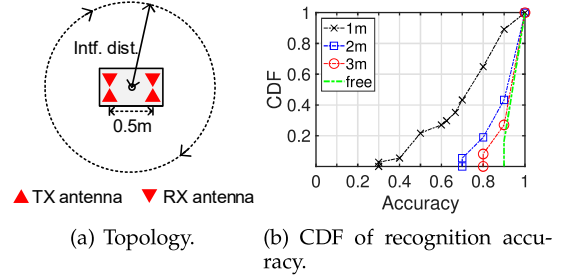 Intf. dist.
0.5m
TX antenna
RX antenna
(a) Topology.
1
0.8
0.6
0.4
0.2
CDF
1m
2m
3m
free
0 0.2 0.4 0.6 0.8 1
Accuracy
(b) CDF of recognition accu-
racy.